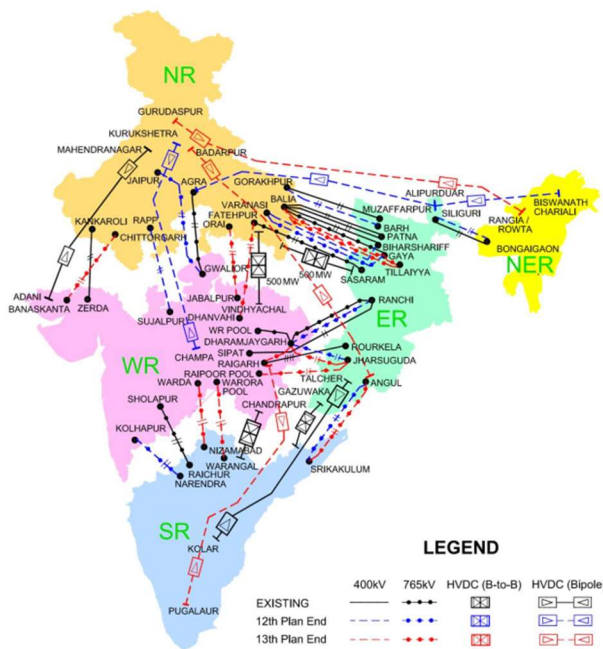 NR
GURUDASPUR
KURUKSHETRA
MAHENDRANAGAR
BADARPUR
JAIPUR
AGRA
GORAKHPUR
ALIPURDUAR
BISWANATH
CHARIALI
VARANASI
BALIA
MUZAFFARPUR
SILIGURI
RANGIA /
ROWTA
KANKAROLI
RAPP
FATEHPUR
ORAI
BARH
CHITTORGARH
PATNA
BIHARSHARIFF
BONGAIGAON
GAYA
NER
GWALIOR
500 MW
500 MW
TILLAIYYA
SASARAM
ADANI
BANASKANTA
ZERDA
JABALPUR
VINDHYACHAL
RANCHI
SUJALPUR
DHANVAHI
ER
WR POOL
DHARAMJAYGARH
ROURKELA
WR
CHAMPA
SIPAT
RAIGARH
JHARSUGUDA
RAIPOOR POOL
TALCHER
ANGUL
WARDA
WARORA
POOL
GAZUWAKA
SHOLAPUR
CHANDRAPUR
KOLHAPUR
NIZAMABAD
SRIKAKULUM
WARANGAL
RAICHUR
NARENDRA
SR
KOLAR
PUGALAUR
LEGEND
400kV 765kV HVDC (B-to-B) HVDC (Bipole
EXISTING
12th Plan End
13th Plan End